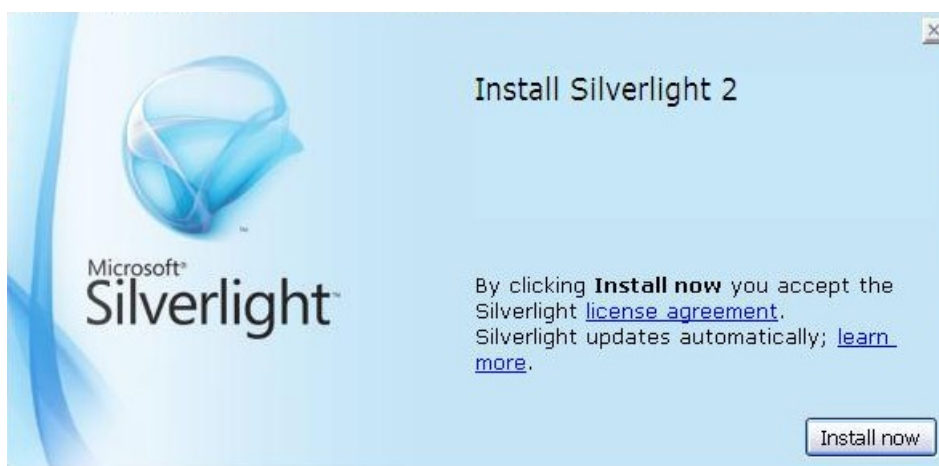 Install Silverlight 2
Microsoft®
Silverlight™
By clicking Install now you accept the
Silverlight license agreement.
Silverlight updates automatically; learn
more.
Install now